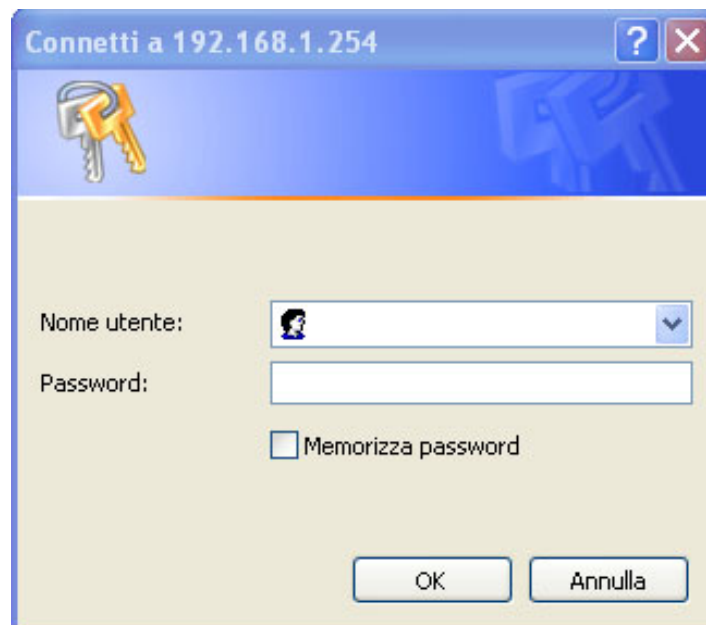 Connetti a 192.168.1.254
?
Nome utente:
Password:
Memorizza password
OK Annulla